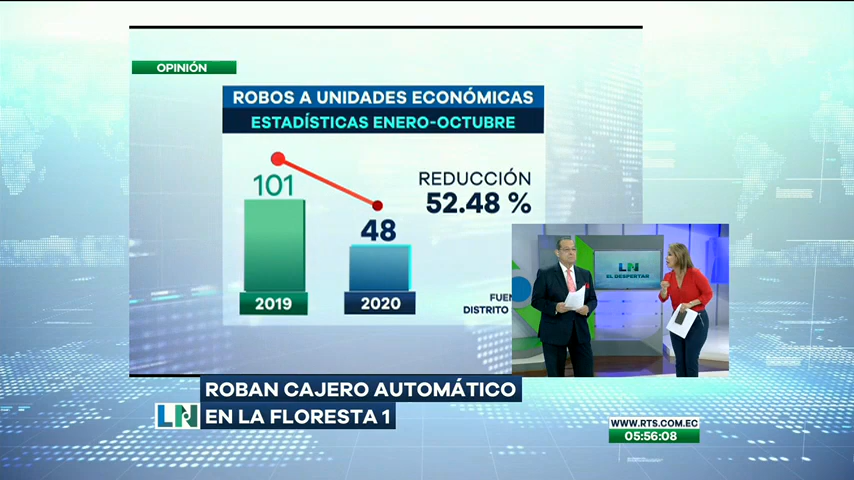 OPINIÓN
ROBOS A UNIDADES ECONÓMICAS
ESTADÍSTICAS ENERO-OCTUBRE
101
48
REDUCCIÓN
52.48 %
2019
2020
DISTRITO
LN
EL DESPERTAR
ROBAN CAJERO AUTOMÁTICO
EN LA FLORESTA 1
LN
WWW.RTS.COM.EC
05:56:08